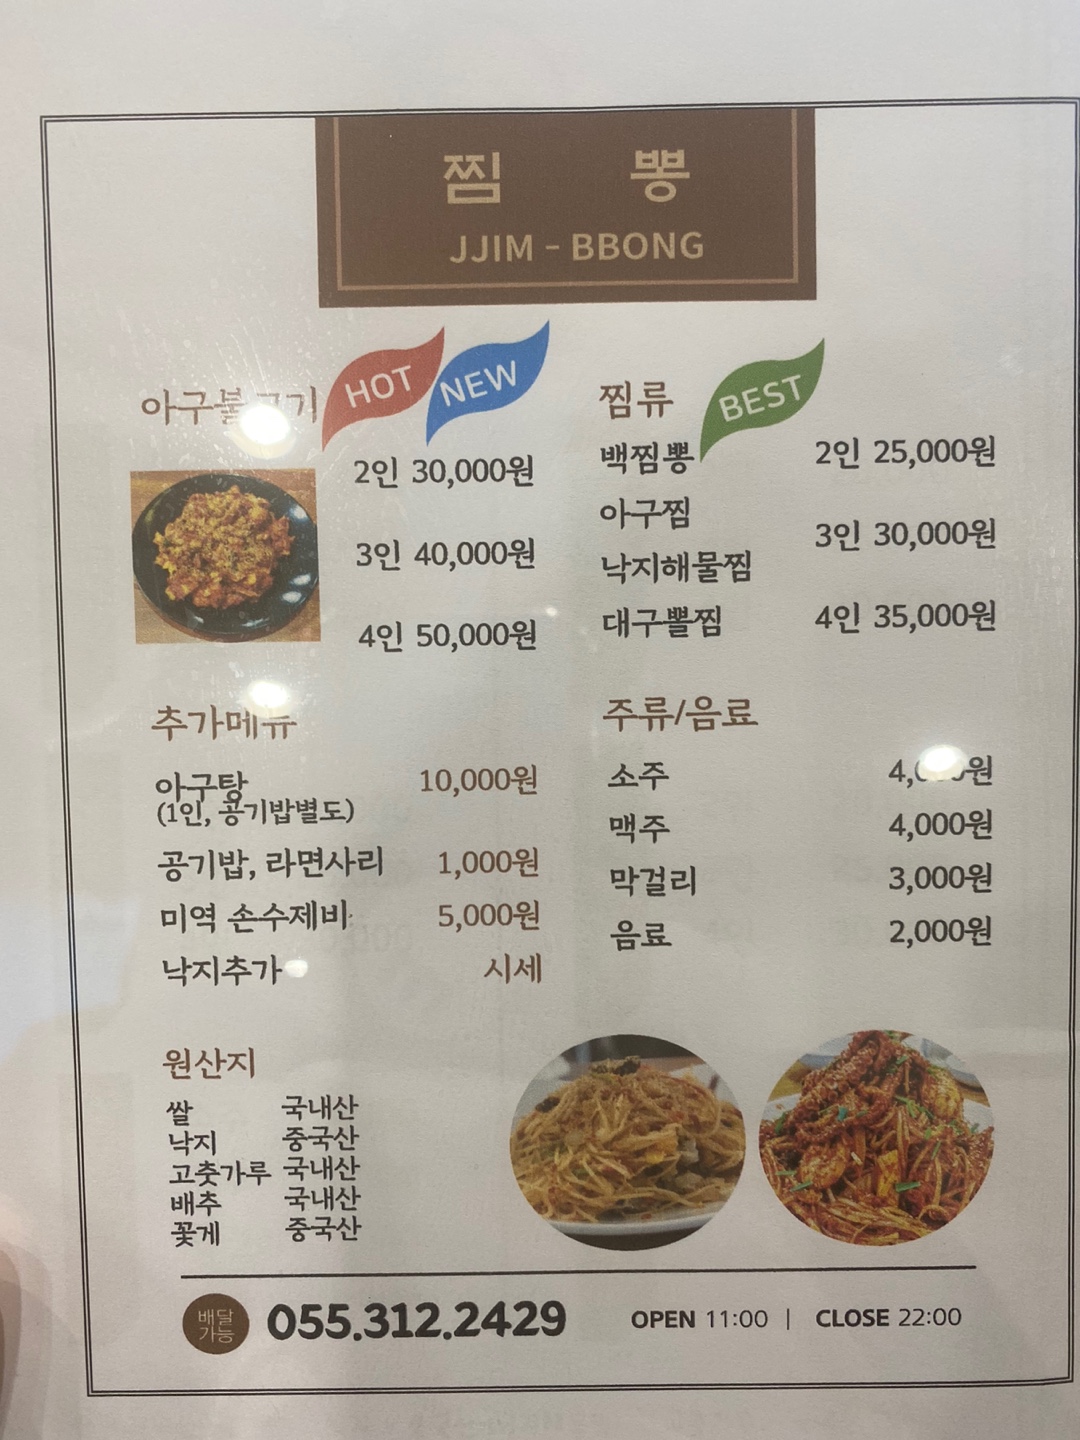 찜 뽕
JJIM - BBONG
HOT
NEW
2인 30,000원
3인 40,000원
4인 50,000원
찜류
BEST
백찜뽕
아구찜
낙지해물찜
대구뽈찜
2인 25,000원
3인 30,000원
4인 35,000원
추가메뉴
아구탕 10,000원
(1인, 공기밥별도)
공기밥, 라면사리 1,000원
미역 손수제비 5,000원
낙지추가 시세
주류/음료
소주
맥주 4,000원
막걸리 3,000원
음료 2,000원
원산지
쌀 국내산
낙지 중국산
고춧가루 국내산
배추 국내산
꽃게 중국산
배달
가능
055.312.2429
OPEN 11:00 | CLOSE 22:00